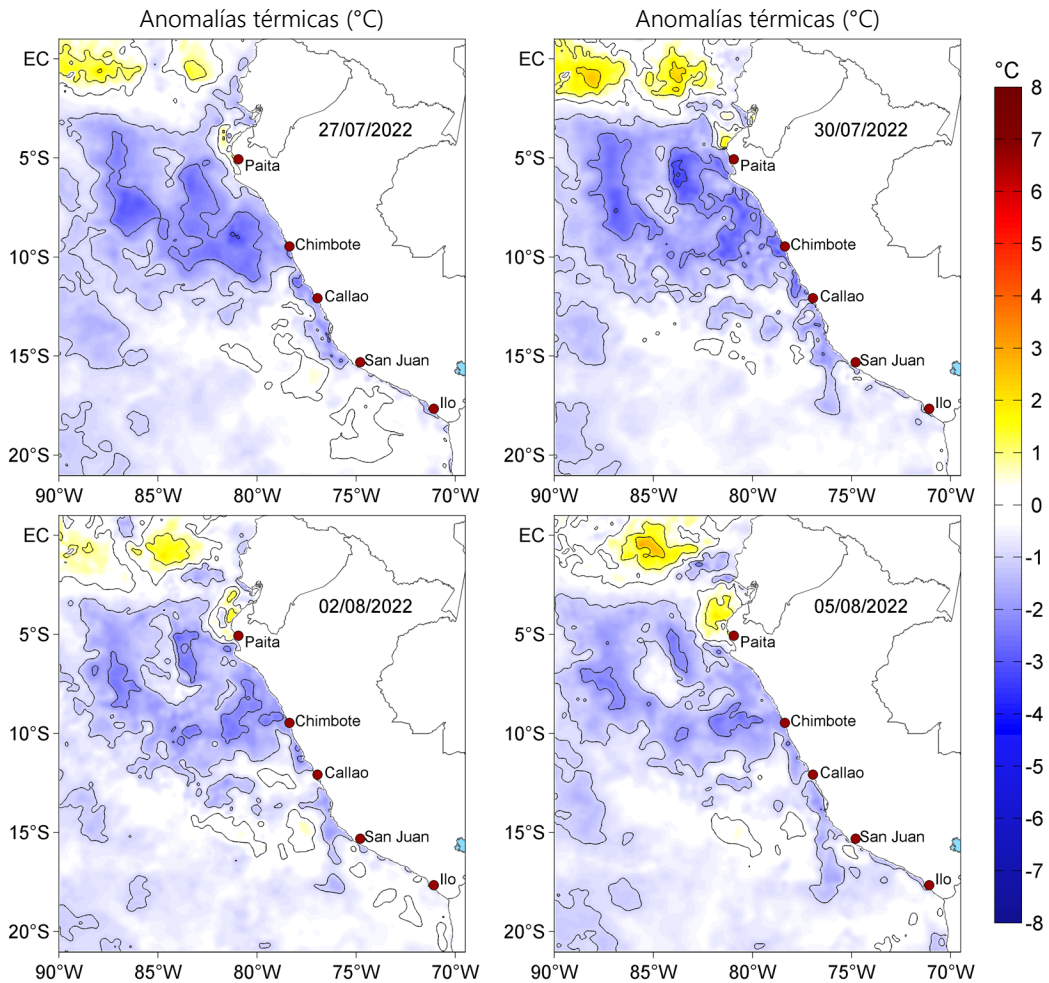 Anomalías térmicas (°C)
Anomalías térmicas (°C)
EC
5°S
10°S
15°S
20°S
90°W
85°W
80°W
75°W
70°W
27/07/2022
Paita
Chimbote
Callao
San Juan
Ilo
EC
5°S
10°S
15°S
20°S
90°W
85°W
80°W
75°W
70°W
30/07/2022
Paita
Chimbote
Callao
San Juan
Ilo
EC
5°S
10°S
15°S
20°S
90°W
85°W
80°W
75°W
70°W
02/08/2022
Paita
Chimbote
Callao
San Juan
Ilo
EC
5°S
10°S
15°S
20°S
90°W
85°W
80°W
75°W
70°W
05/08/2022
Paita
Chimbote
Callao
San Juan
Ilo
°C
8
7
6
5
4
3
2
1
0
-1
-2
-3
-4
-5
-6
-7
-8